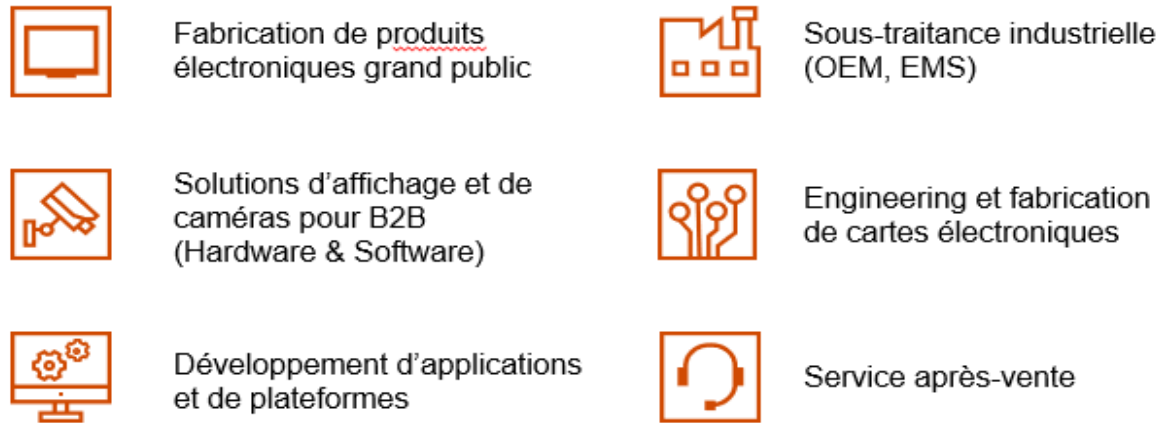 Fabrication de produits
électroniques grand public
Sous-traitance industrielle
(OEM, EMS)
Solutions d’affichage et de
caméras pour B2B
(Hardware & Software)
Engineering et fabrication
de cartes électroniques
Développement d’applications
et de plateformes
Service après-vente